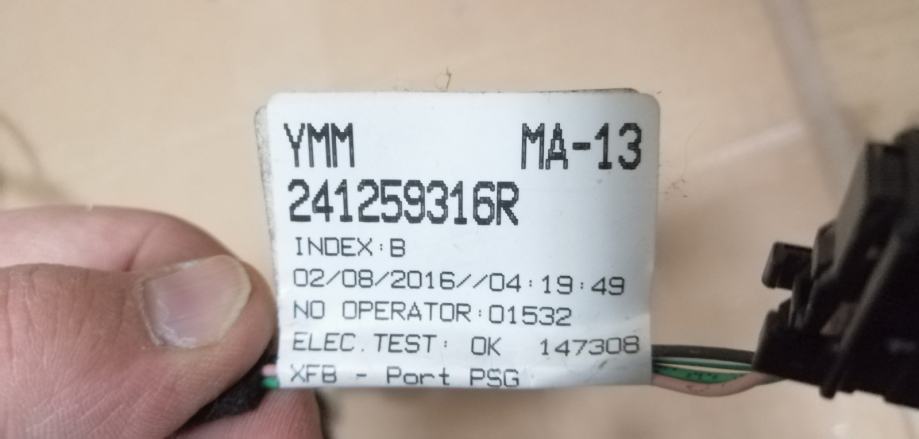 YMM MA-13
241259316R
INDEX:B
02/08/2016//04:19:49
NO OPERATOR:01532
ELEC.TEST: OK 147308
XFB - Port PSG